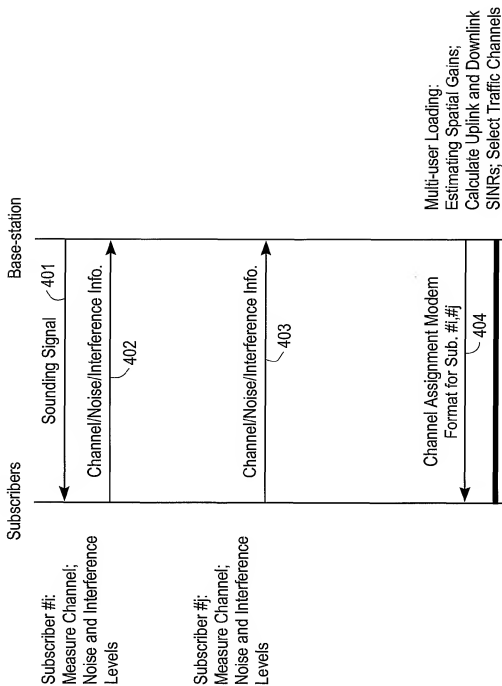 Subscribers
Base-station
Subscriber #i:
Measure Channel;
Noise and Interference
Levels
Sounding Signal
401
Channel/Noise/Interference Info.
402
Subscriber #j:
Measure Channel;
Noise and Interference
Levels
Channel/Noise/Interference Info.
403
Channel Assignment Modem
Format for Sub. #i,#j
404
Multi-user Loading:
Estimating Spatial Gains;
Calculate Uplink and Downlink
SINRs; Select Traffic Channels